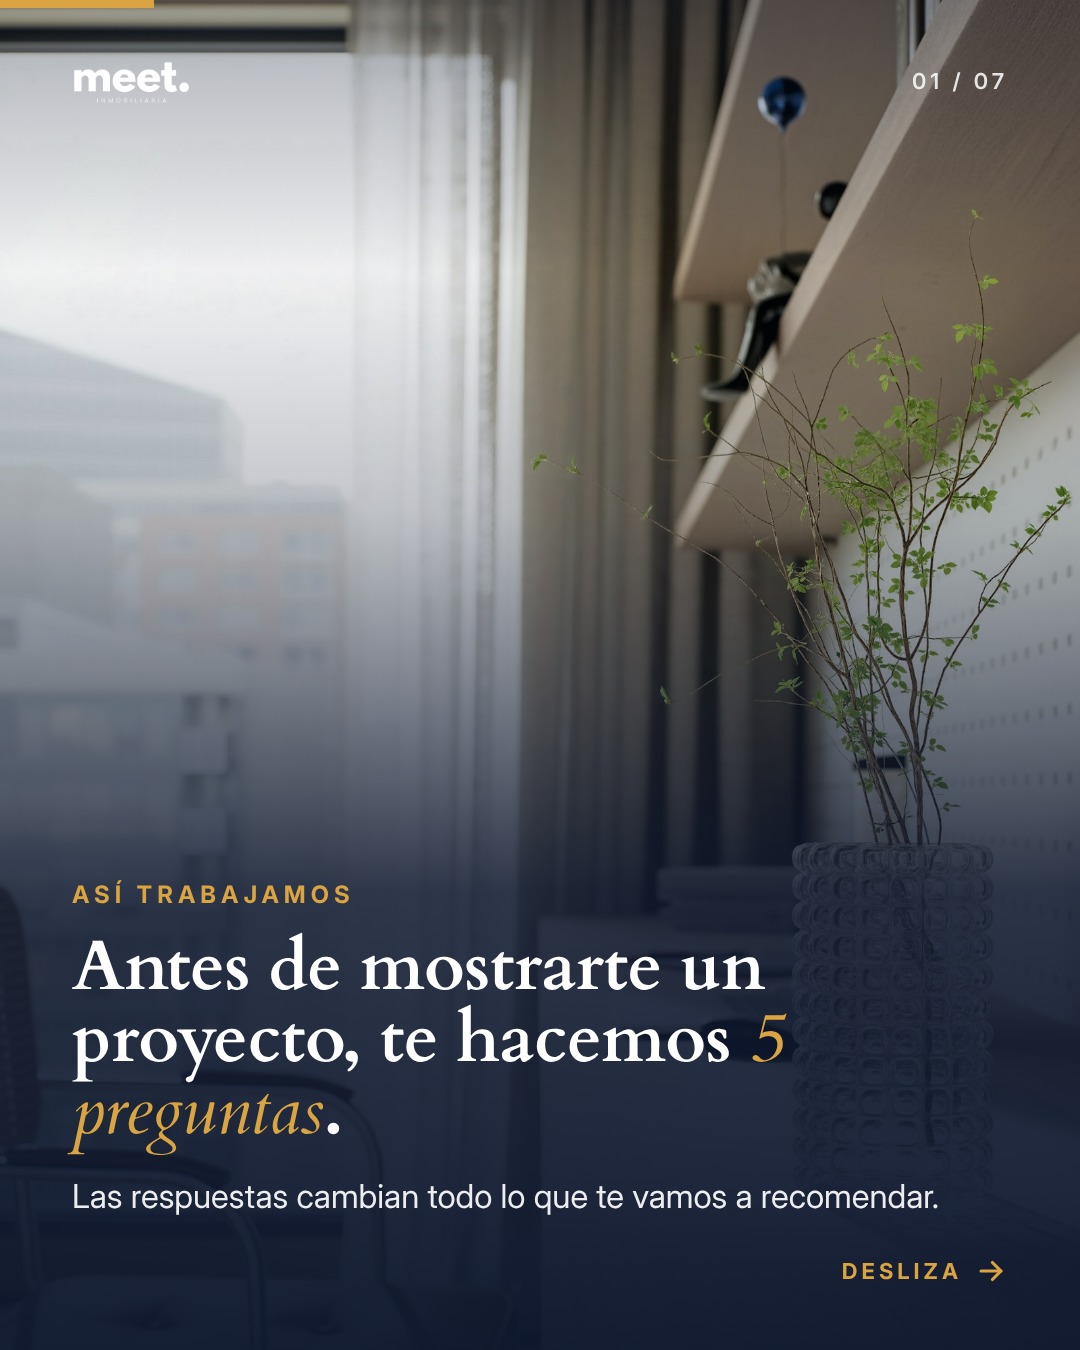 meet.
INMOBILIARIA
01 / 07
ASÍ TRABAJAMOS
Antes de mostrarte un
proyecto, te hacemos 5
preguntas.
Las respuestas cambian todo lo que te vamos a recomendar.
DESLIZA →